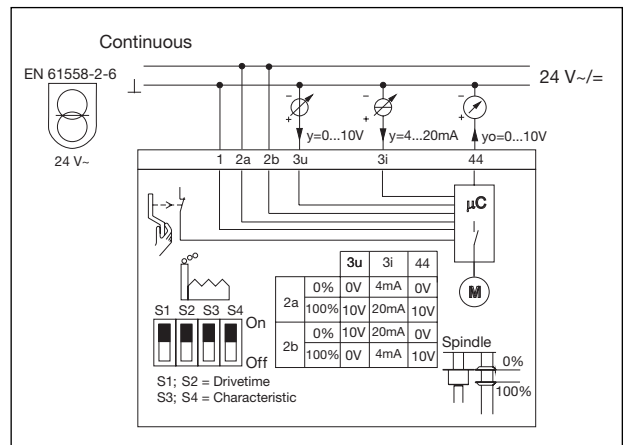 Continuous
EN 61558-2-6
24 V~
⊥
24 V~/=
− − −
+ + +
y=0...10V y=4...20mA yo=0...10V
1 2a 2b 3u 3i 44
µC
M
3u 3i 44
2a 0% 0V 4mA 0V
100% 10V 20mA 10V
2b 0% 10V 20mA 0V
100% 0V 4mA 10V
S1 S2 S3 S4
On
Off
S1; S2 = Drivetime
S3; S4 = Characteristic
Spindle
0%
100%